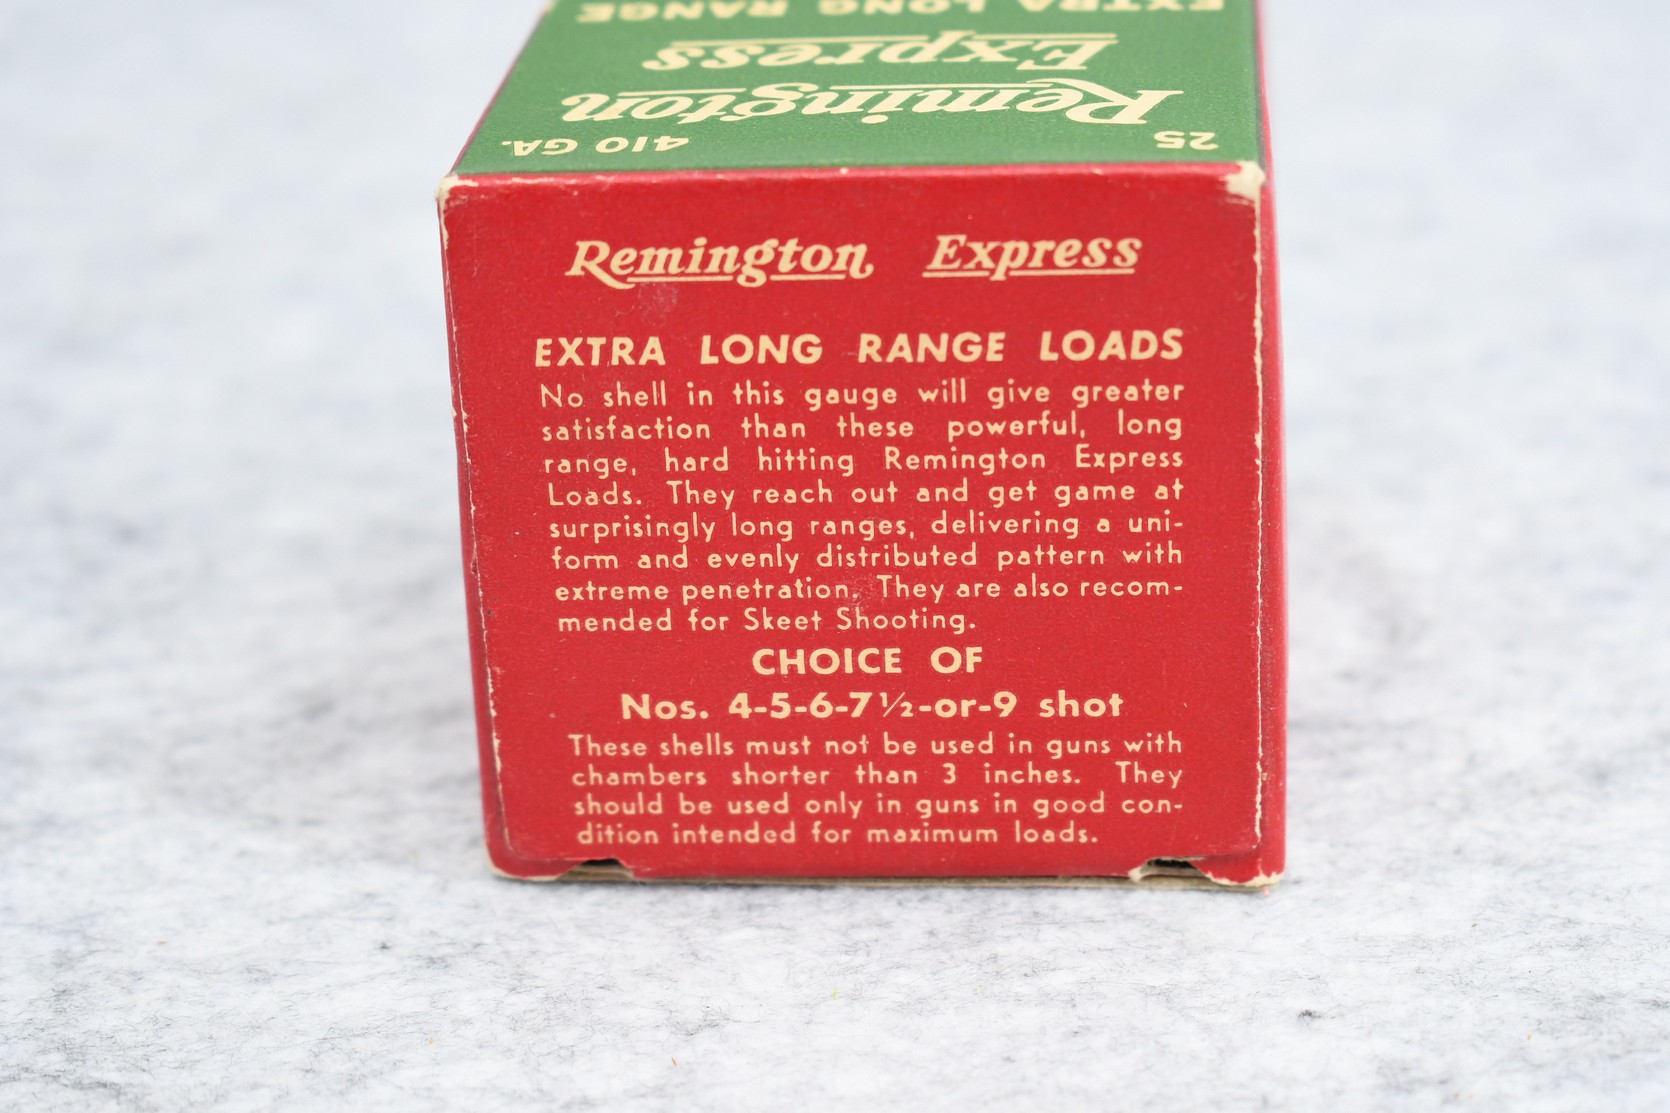 EXTRA LONG RANGE
Remington
Express
25 410 GA.
Remington Express
EXTRA LONG RANGE LOADS
No shell in this gauge will give greater
satisfaction than these powerful, long
range, hard hitting Remington Express
Loads. They reach out and get game at
surprisingly long ranges, delivering a uni-
form and evenly distributed pattern with
extreme penetration. They are also recom-
mended for Skeet Shooting.
CHOICE OF
Nos. 4-5-6-7½-or-9 shot
These shells must not be used in guns with
chambers shorter than 3 inches. They
should be used only in guns in good con-
dition intended for maximum loads.